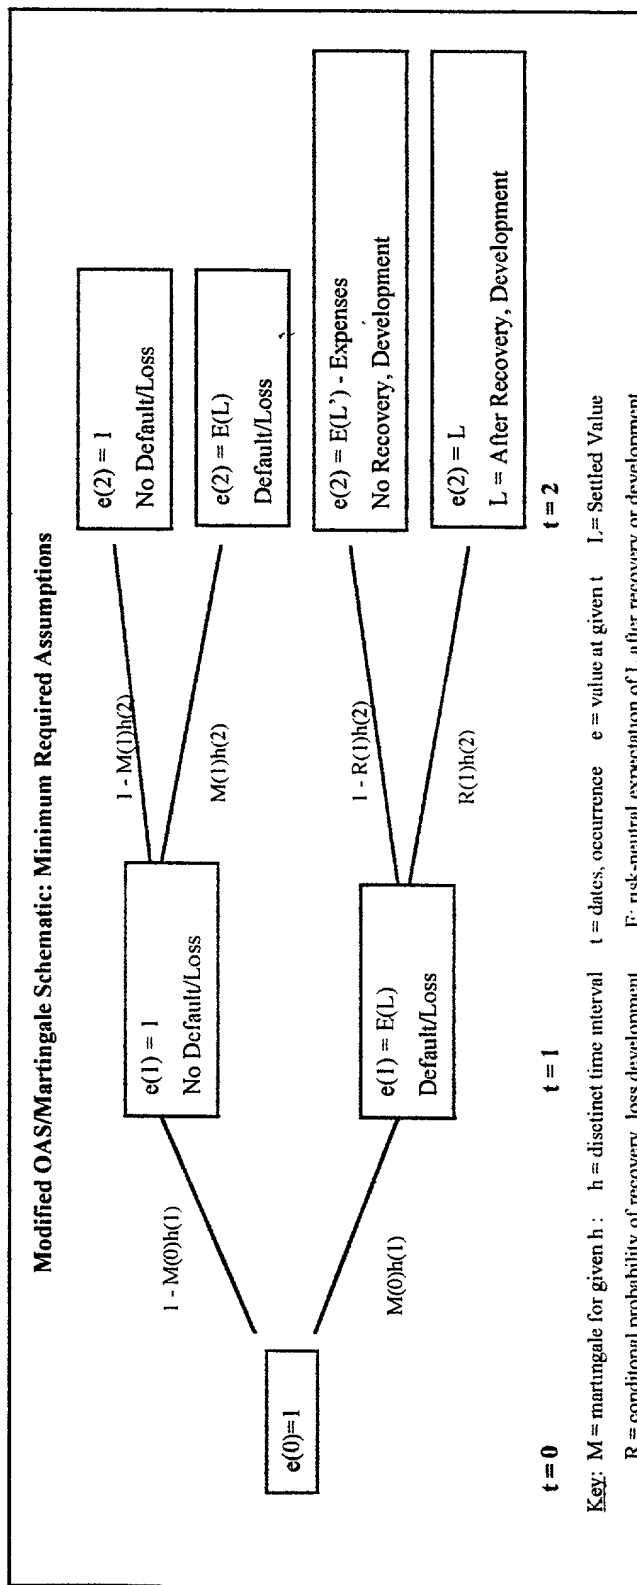 Modified OAS/Martingale Schematic: Minimum Required Assumptions
e(0)=1
1 - M(0)h(1)
M(0)h(1)
e(1) = 1
No Default/Loss
e(1) = E(L)
Default/Loss
1 - M(1)h(2)
M(1)h(2)
1 - R(1)h(2)
R(1)h(2)
e(2) = 1
No Default/Loss
e(2) = E(L)
Default/Loss
e(2) = E(L') - Expenses
No Recovery, Development
e(2) = L
L = After Recovery, Development
t = 0
t = 1
t = 2
Key: M = martingale for given h : h = disctinct time interval t = dates, occurrence e = value at given t L= Settled Value
R = conditonal probability of recovery, loss development E: risk-neutral expectation of L after recovery or development